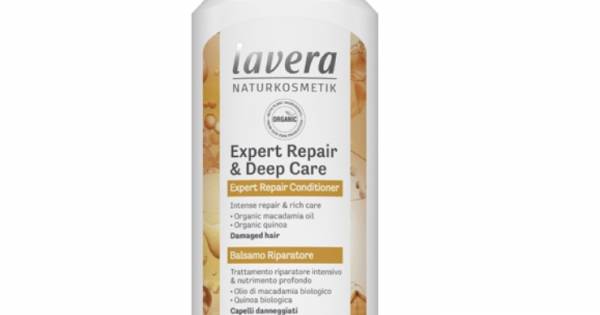 lavera
NATURKOSMETIK
ORGANIC
Expert Repair
& Deep Care
Expert Repair Conditioner
Intense repair & rich care
• Organic macadamia oil
• Organic quinoa
Damaged hair
Balsamo Riparatore
Trattamento riparatore intensivo
& nutrimento profondo
• Olio di macadamia biologico
• Quinoa biologica
Capelli danneggiati